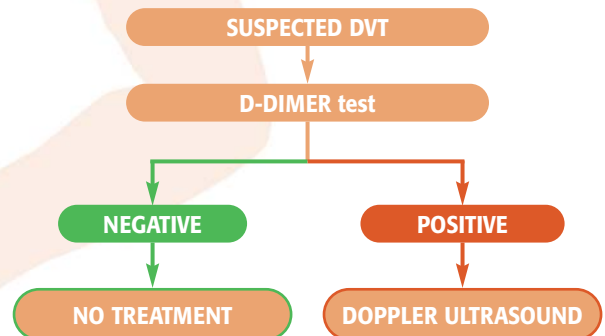 SUSPECTED DVT
D-DIMER test
NEGATIVE
POSITIVE
NO TREATMENT
DOPPLER ULTRASOUND